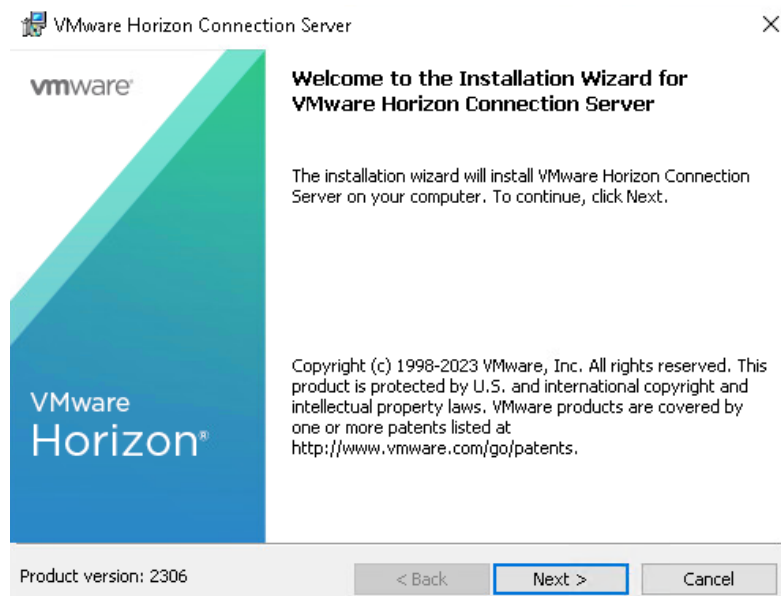 VMware Horizon Connection Server
vmware®
Welcome to the Installation Wizard for
VMware Horizon Connection Server
The installation wizard will install VMware Horizon Connection
Server on your computer. To continue, click Next.
Copyright (c) 1998-2023 VMware, Inc. All rights reserved. This
product is protected by U.S. and international copyright and
intellectual property laws. VMware products are covered by
one or more patents listed at
http://www.vmware.com/go/patents.
VMware
Horizon®
Product version: 2306
< Back
Next >
Cancel